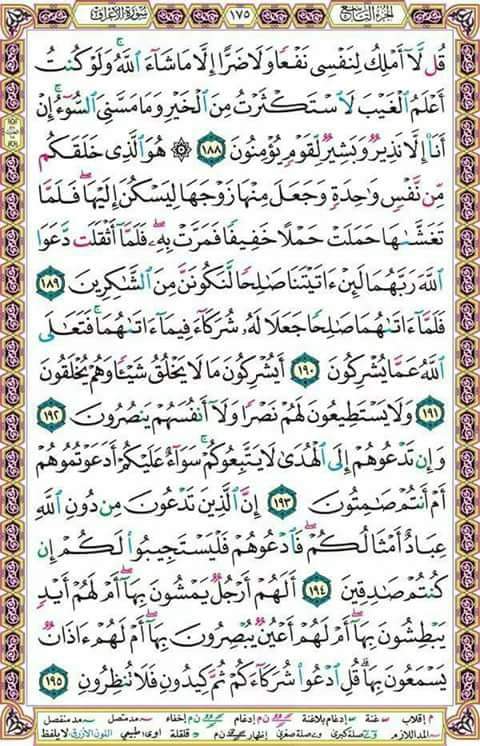 الجزء التاسع ١٧٥ سورة الأعراف
قُل لَّآ أَمْلِكُ لِنَفْسِى نَفْعًا وَلَا ضَرًّا إِلَّا مَا شَآءَ ٱللَّهُ ۚ وَلَوْ كُنتُ
أَعْلَمُ ٱلْغَيْبَ لَٱسْتَكْثَرْتُ مِنَ ٱلْخَيْرِ وَمَا مَسَّنِىَ ٱلسُّوٓءُ ۚ إِنْ
أَنَا۠ إِلَّا نَذِيرٌ وَبَشِيرٌ لِّقَوْمٍ يُؤْمِنُونَ ١٨٨ ۞ هُوَ ٱلَّذِى خَلَقَكُم
مِّن نَّفْسٍ وَٰحِدَةٍ وَجَعَلَ مِنْهَا زَوْجَهَا لِيَسْكُنَ إِلَيْهَا ۖ فَلَمَّا
تَغَشَّىٰهَا حَمَلَتْ حَمْلًا خَفِيفًا فَمَرَّتْ بِهِۦ ۖ فَلَمَّآ أَثْقَلَت دَّعَوَا
ٱللَّهَ رَبَّهُمَا لَئِنْ ءَاتَيْتَنَا صَٰلِحًا لَّنَكُونَنَّ مِنَ ٱلشَّٰكِرِينَ ١٨٩
فَلَمَّآ ءَاتَىٰهُمَا صَٰلِحًا جَعَلَا لَهُۥ شُرَكَآءَ فِيمَآ ءَاتَىٰهُمَا ۚ فَتَعَٰلَى
ٱللَّهُ عَمَّا يُشْرِكُونَ ١٩٠ أَيُشْرِكُونَ مَا لَا يَخْلُقُ شَيْـًٔا وَهُمْ يُخْلَقُونَ
١٩١ وَلَا يَسْتَطِيعُونَ لَهُمْ نَصْرًا وَلَآ أَنفُسَهُمْ يَنصُرُونَ ١٩٢
وَإِن تَدْعُوهُمْ إِلَى ٱلْهُدَىٰ لَا يَتَّبِعُوكُمْ ۚ سَوَآءٌ عَلَيْكُمْ أَدَعَوْتُمُوهُمْ
أَمْ أَنتُمْ صَٰمِتُونَ ١٩٣ إِنَّ ٱلَّذِينَ تَدْعُونَ مِن دُونِ ٱللَّهِ
عِبَادٌ أَمْثَالُكُمْ ۖ فَٱدْعُوهُمْ فَلْيَسْتَجِيبُوا۟ لَكُمْ إِن
كُنتُمْ صَٰدِقِينَ ١٩٤ أَلَهُمْ أَرْجُلٌ يَمْشُونَ بِهَآ ۖ أَمْ لَهُمْ أَيْدٍ
يَبْطِشُونَ بِهَآ ۖ أَمْ لَهُمْ أَعْيُنٌ يُبْصِرُونَ بِهَآ ۖ أَمْ لَهُمْ ءَاذَانٌ
يَسْمَعُونَ بِهَا ۗ قُلِ ٱدْعُوا۟ شُرَكَآءَكُمْ ثُمَّ كِيدُونِ فَلَا تُنظِرُونِ ١٩٥
م إقلاب غنة إدغام بلا غنة ن م إدغام ن م إخفاء مد متصل مد منفصل
المد اللازم صلة كبرى صلة صغرى إظهار ن م قلقلة طبيعي اللون الأزرق لا يلفظ